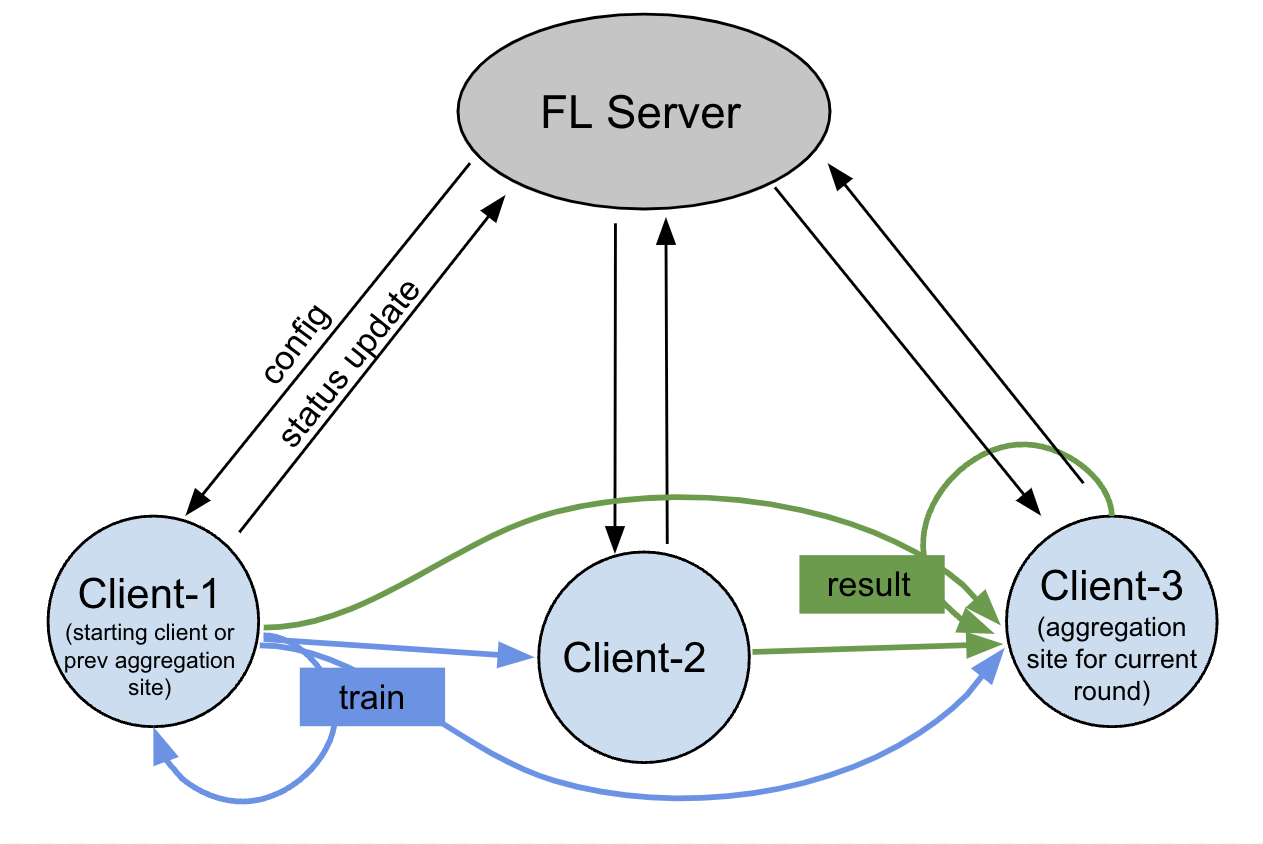 FL Server
config
status update
Client-1
(starting client or
prev aggregation
site)
Client-2
result
Client-3
(aggregation
site for current
round)
train